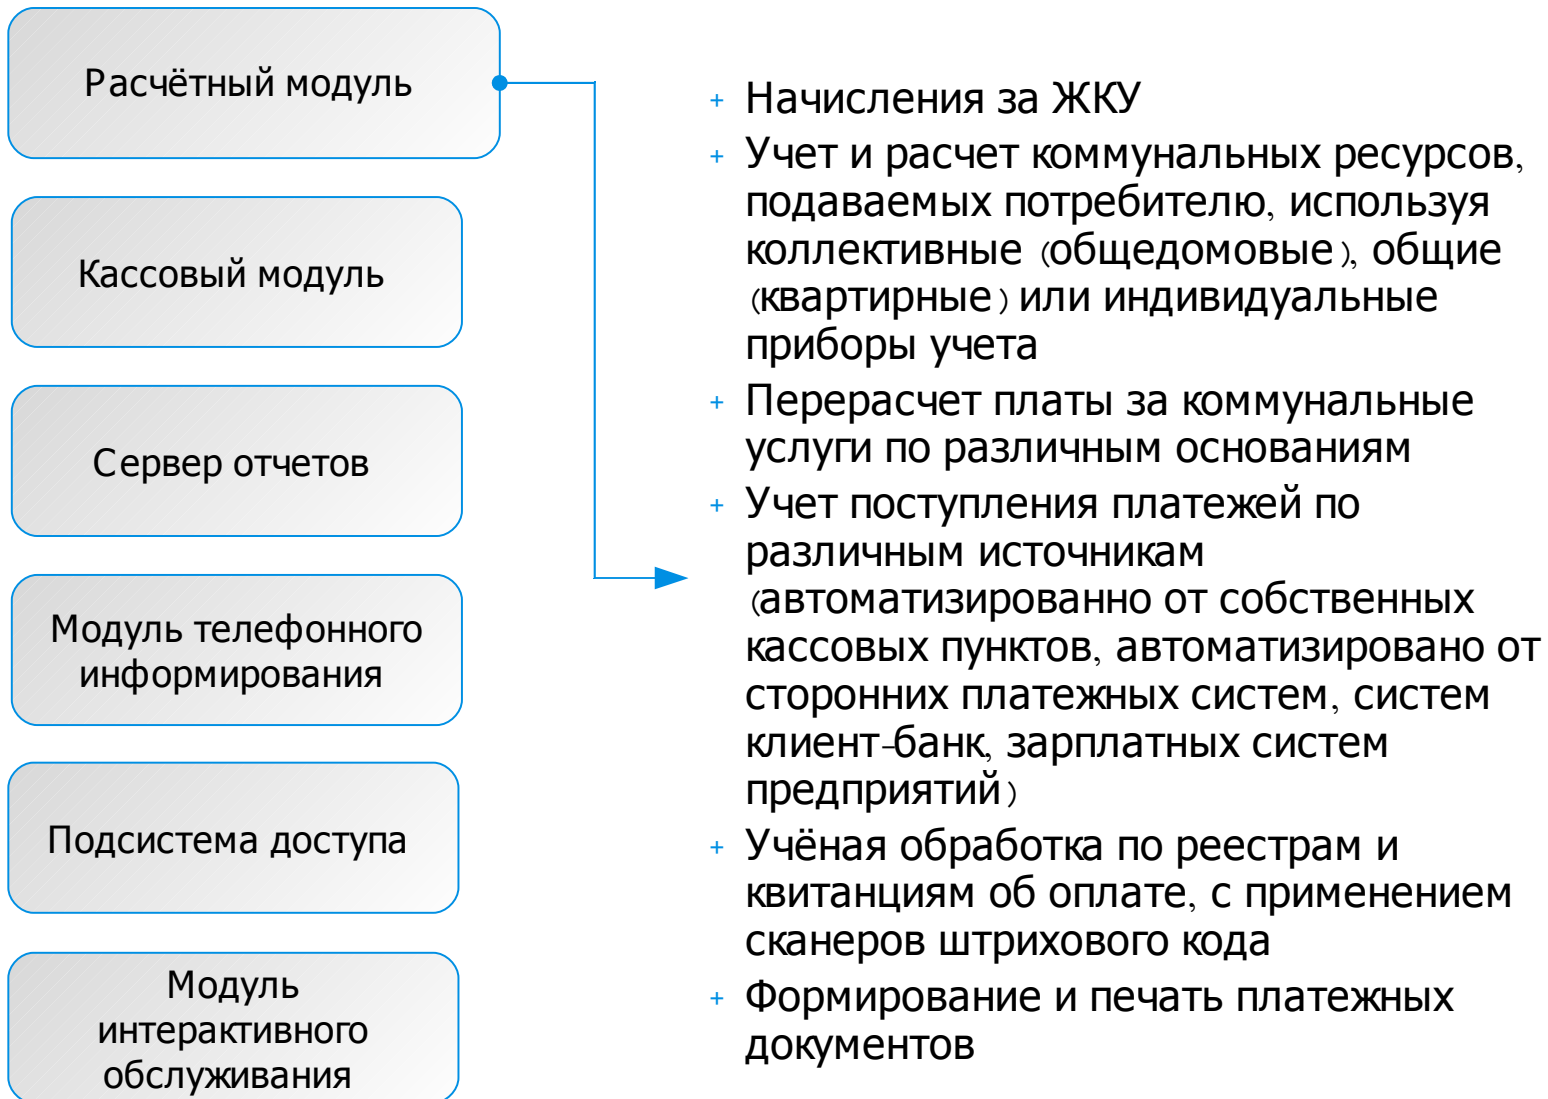 Расчётный модуль
Кассовый модуль
Сервер отчетов
Модуль телефонного
информирования
Подсистема доступа
Модуль
интерактивного
обслуживания
+ Начисления за ЖКУ
+ Учет и расчет коммунальных ресурсов,
подаваемых потребителю, используя
коллективные (общедомовые), общие
(квартирные) или индивидуальные
приборы учета
+ Перерасчет платы за коммунальные
услуги по различным основаниям
+ Учет поступления платежей по
различным источникам
(автоматизированно от собственных
кассовых пунктов, автоматизировано от
сторонних платежных систем, систем
клиент-банк, зарплатных систем
предприятий)
+ Учёная обработка по реестрам и
квитанциям об оплате, с применением
сканеров штрихового кода
+ Формирование и печать платежных
документов